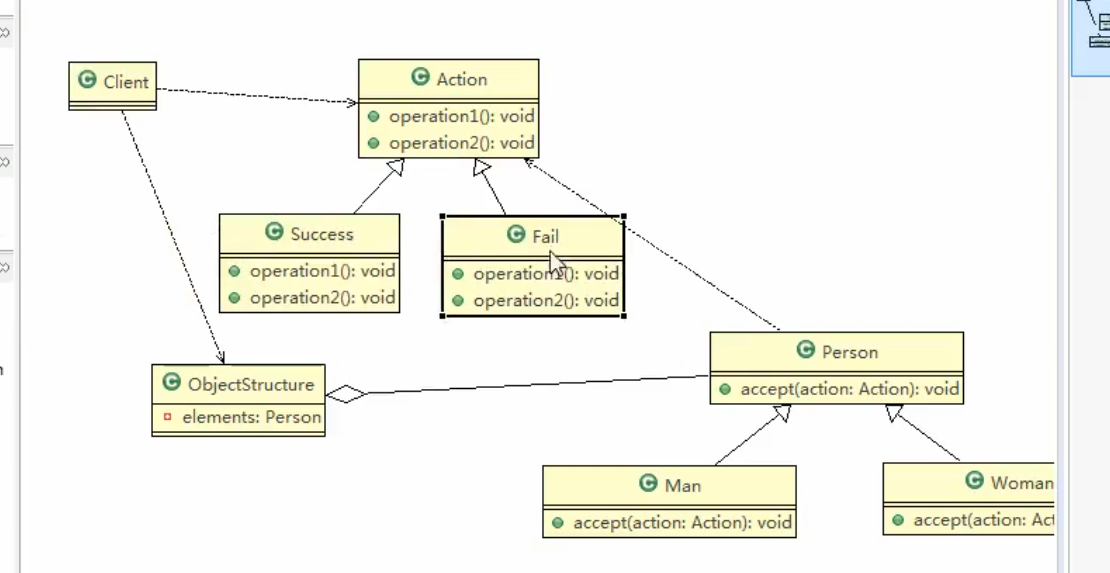 Client
Action
operation1(): void
operation2(): void
Success
operation1(): void
operation2(): void
Fail
operation1(): void
operation2(): void
ObjectStructure
elements: Person
Person
accept(action: Action): void
Man
accept(action: Action): void
Woman
accept(action: Act